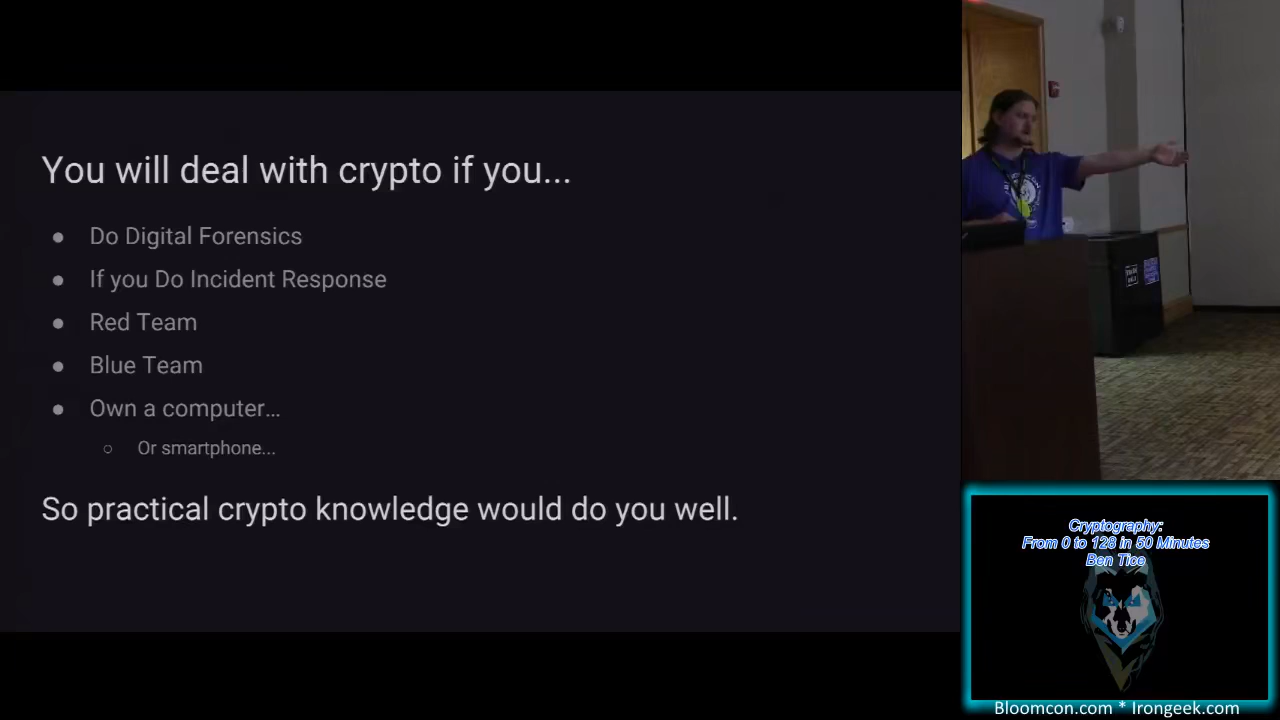 You will deal with crypto if you...
● Do Digital Forensics
● If you Do Incident Response
● Red Team
● Blue Team
● Own a computer…
○ Or smartphone...
So practical crypto knowledge would do you well.
Cryptography:
From 0 to 128 in 50 Minutes
Ben Tice
Bloomcon.com * Irongeek.com